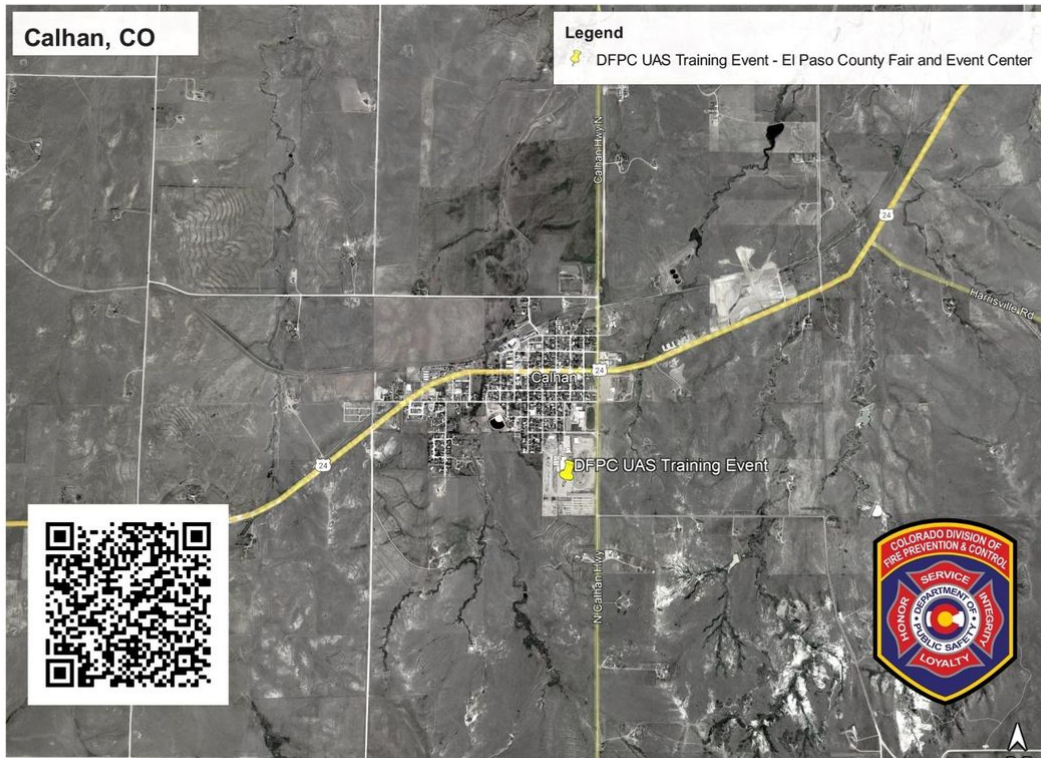 Calhan, CO
Legend
DFPC UAS Training Event - El Paso County Fair and Event Center
Calhan Hwy N
24
Harrisville Rd
24
Calhan
24
DFPC UAS Training Event
N Calhan Hwy
COLORADO DIVISION OF
FIRE PREVENTION & CONTROL
SERVICE
HONOR
INTEGRITY
LOYALTY
DEPARTMENT OF
PUBLIC SAFETY